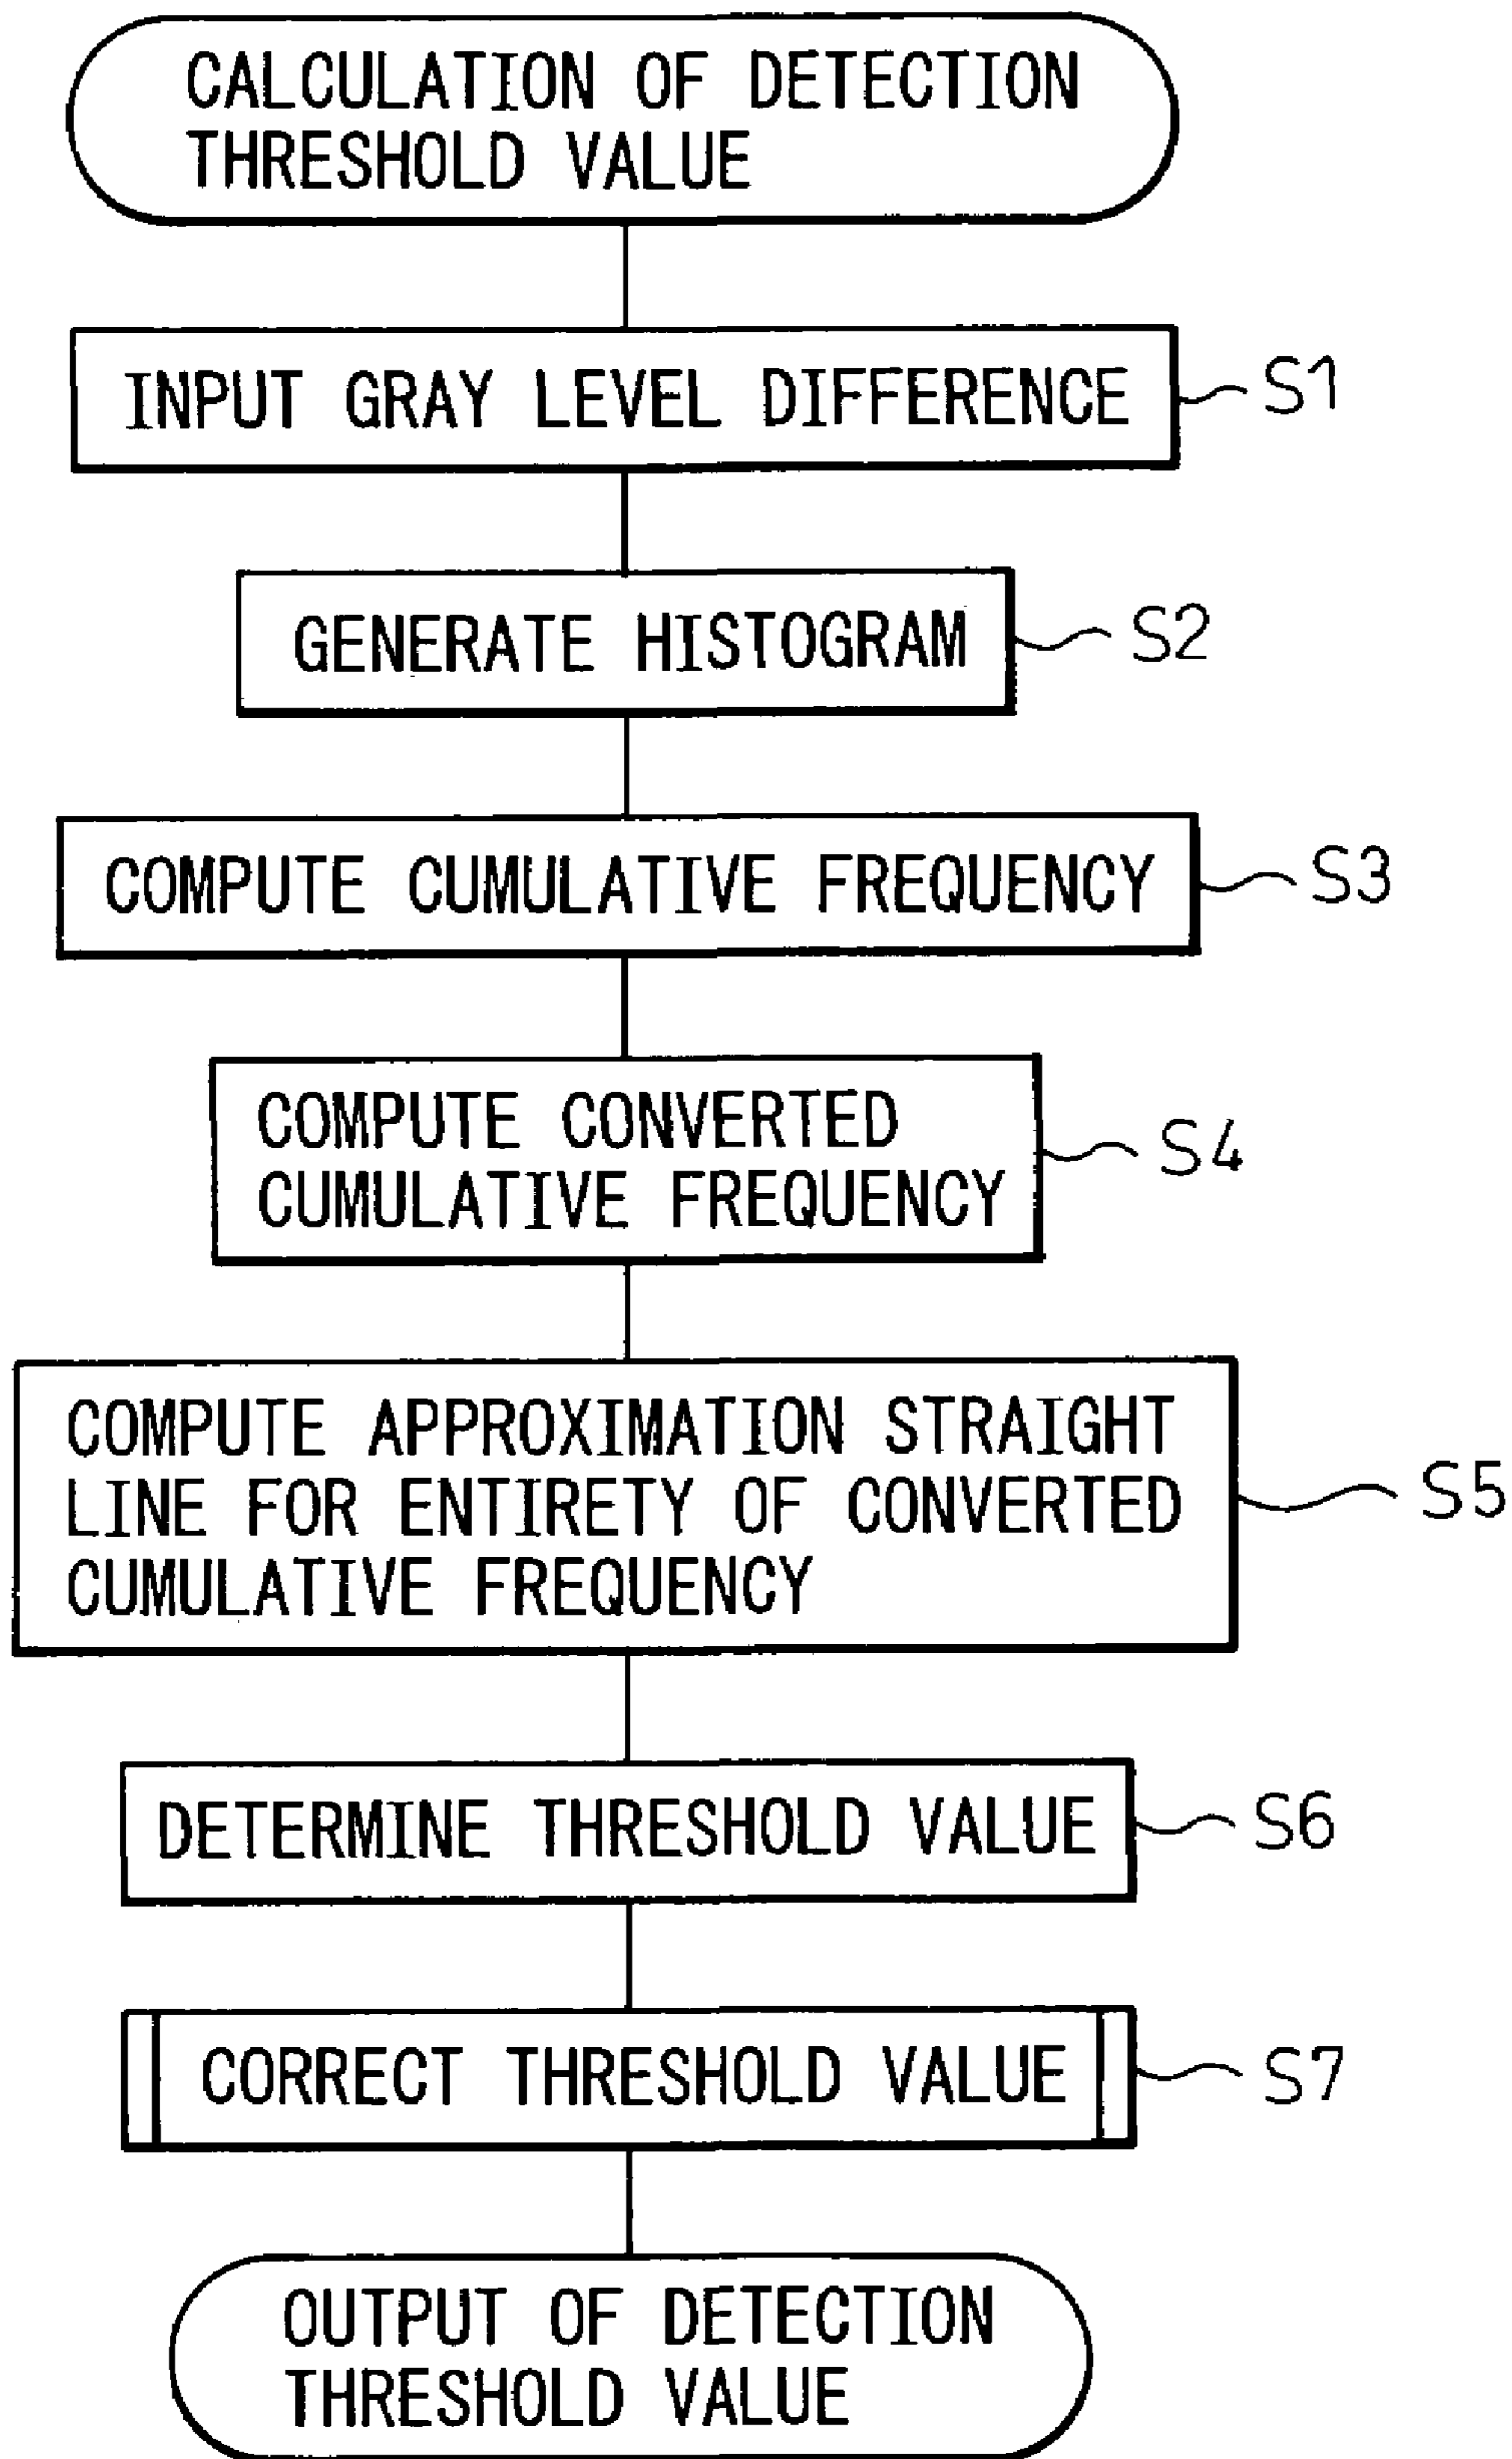 CALCULATION OF DETECTION
THRESHOLD VALUE
INPUT GRAY LEVEL DIFFERENCE
S1
GENERATE HISTOGRAM
S2
COMPUTE CUMULATIVE FREQUENCY
S3
COMPUTE CONVERTED
CUMULATIVE FREQUENCY
S4
COMPUTE APPROXIMATION STRAIGHT
LINE FOR ENTIRETY OF CONVERTED
CUMULATIVE FREQUENCY
S5
DETERMINE THRESHOLD VALUE
S6
CORRECT THRESHOLD VALUE
S7
OUTPUT OF DETECTION
THRESHOLD VALUE